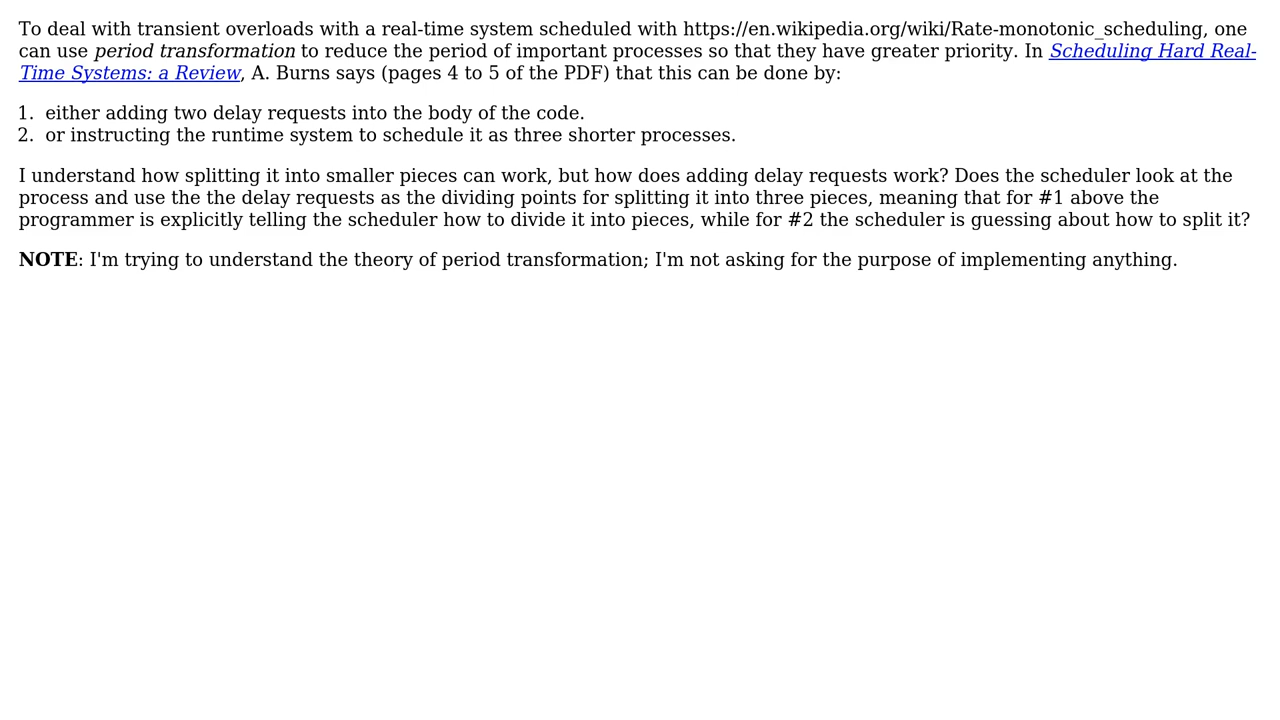 To deal with transient overloads with a real-time system scheduled with https://en.wikipedia.org/wiki/Rate-monotonic_scheduling, one
can use period transformation to reduce the period of important processes so that they have greater priority. In Scheduling Hard Real-
Time Systems: a Review, A. Burns says (pages 4 to 5 of the PDF) that this can be done by:
1. either adding two delay requests into the body of the code.
2. or instructing the runtime system to schedule it as three shorter processes.
I understand how splitting it into smaller pieces can work, but how does adding delay requests work? Does the scheduler look at the
process and use the the delay requests as the dividing points for splitting it into three pieces, meaning that for #1 above the
programmer is explicitly telling the scheduler how to divide it into pieces, while for #2 the scheduler is guessing about how to split it?
NOTE: I'm trying to understand the theory of period transformation; I'm not asking for the purpose of implementing anything.